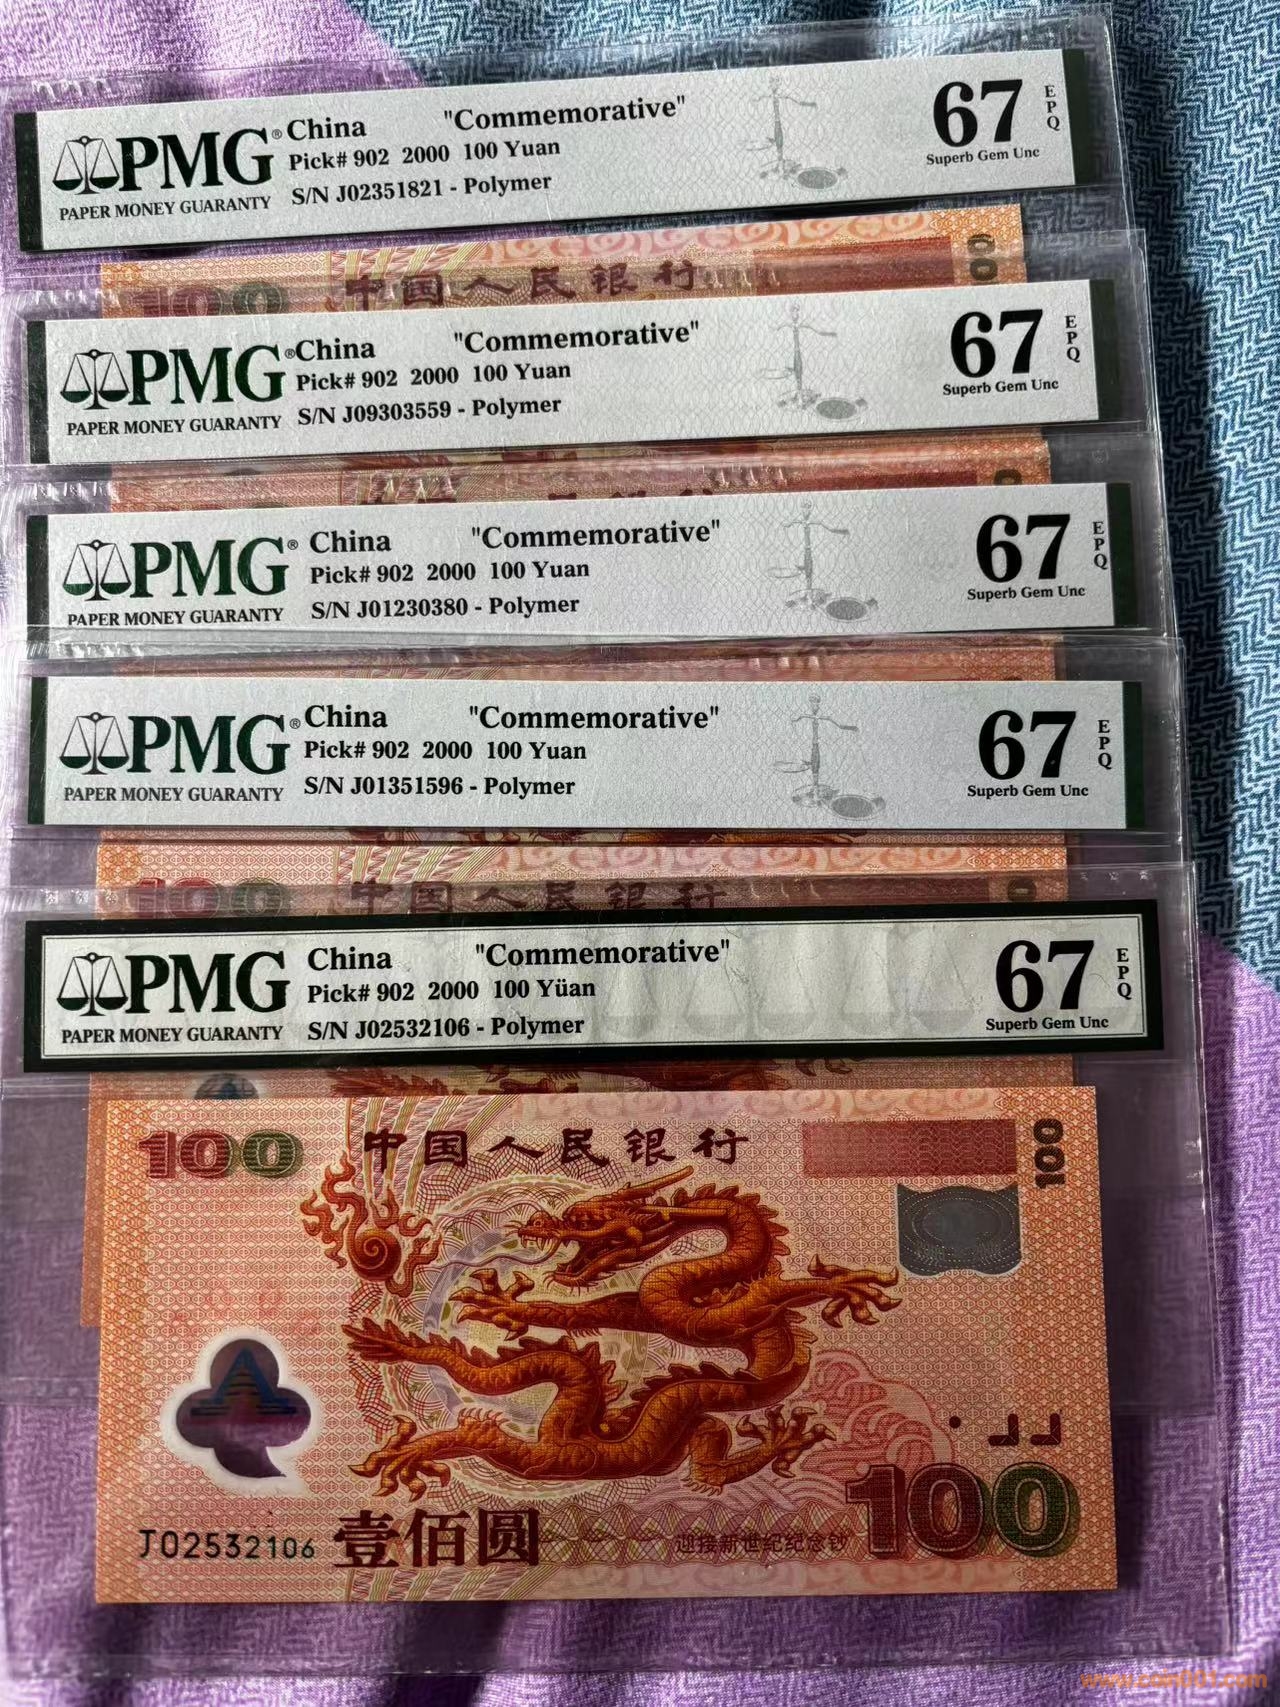 PMG® China "Commemorative" 67 EPQ
Pick# 902 2000 100 Yuan Superb Gem Unc
PAPER MONEY GUARANTY S/N J02351821 - Polymer
100 中国人民银行 100
PMG® China "Commemorative" 67 EPQ
Pick# 902 2000 100 Yuan Superb Gem Unc
PAPER MONEY GUARANTY S/N J09303559 - Polymer
PMG® China "Commemorative" 67 EPQ
Pick# 902 2000 100 Yuan Superb Gem Unc
PAPER MONEY GUARANTY S/N J01230380 - Polymer
PMG® China "Commemorative" 67 EPQ
Pick# 902 2000 100 Yuan Superb Gem Unc
PAPER MONEY GUARANTY S/N J01351596 - Polymer
100 中国人民银行
PMG China "Commemorative" 67 EPQ
Pick# 902 2000 100 Yüan Superb Gem Unc
PAPER MONEY GUARANTY S/N J02532106 - Polymer
100 中国人民银行 100
100
J02532106 壹佰圆 迎接新世纪纪念钞
www.coin001.com